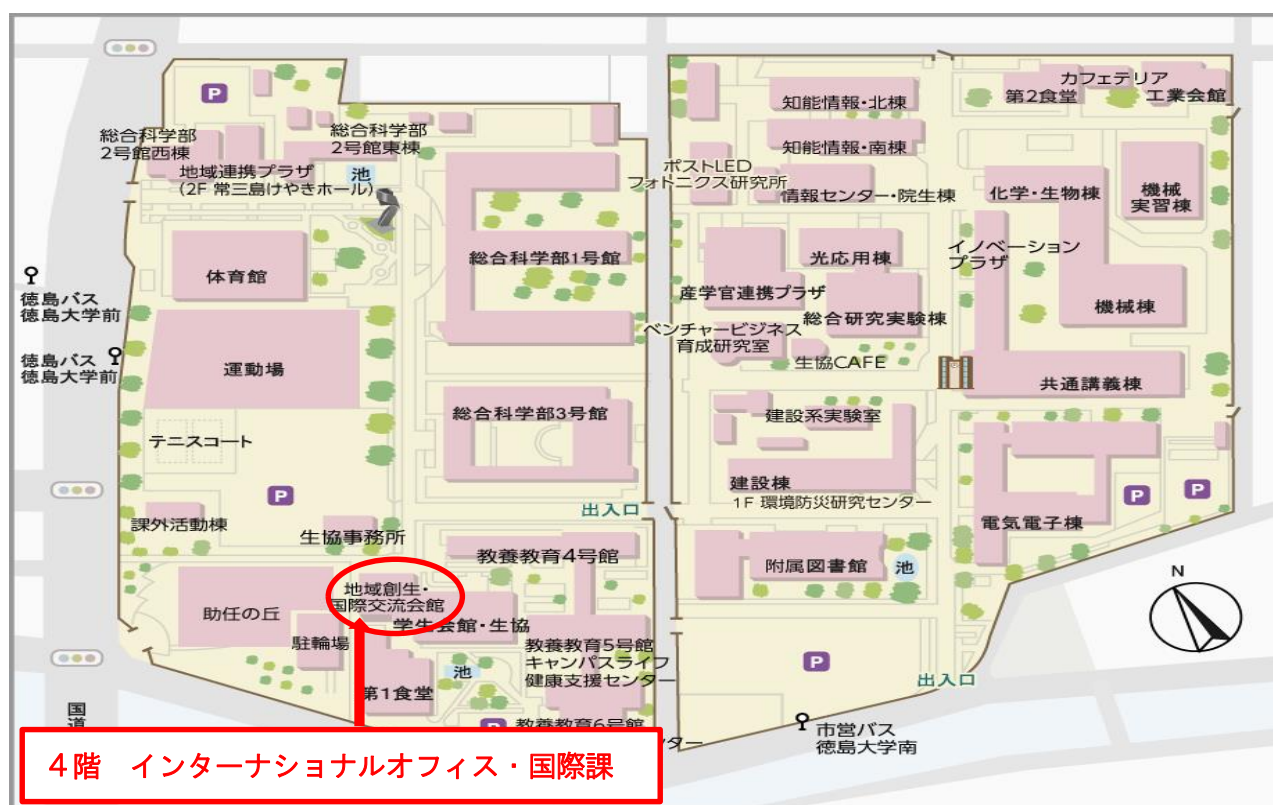 P
総合科学部
2号館西棟
総合科学部
2号館東棟
地域連携プラザ
(2F 常三島けやきホール)
池
体育館
総合科学部1号館
徳島バス
徳島大学前
徳島バス
徳島大学前
運動場
総合科学部3号館
テニスコート
P
課外活動棟
生協事務所
出入口
教養教育4号館
地域創生・
国際交流会館
助任の丘
学生会館・生協
駐輪場
教養教育5号館
キャンパスライフ
健康支援センター
池
第1食堂
P
教養教育6号館
ター
国道
4階 インターナショナルオフィス・国際課
知能情報・北棟
カフェテリア
第2食堂
工業会館
知能情報・南棟
ポストLED
フォトニクス研究所
情報センター・院生棟
化学・生物棟
機械
実習棟
光応用棟
イノベーション
プラザ
産学官連携プラザ
総合研究実験棟
機械棟
ベンチャービジネス
育成研究室
生協CAFE
共通講義棟
建設系実験室
建設棟
1F 環境防災研究センター
P
P
電気電子棟
附属図書館
池
N
P
出入口
市営バス
徳島大学南